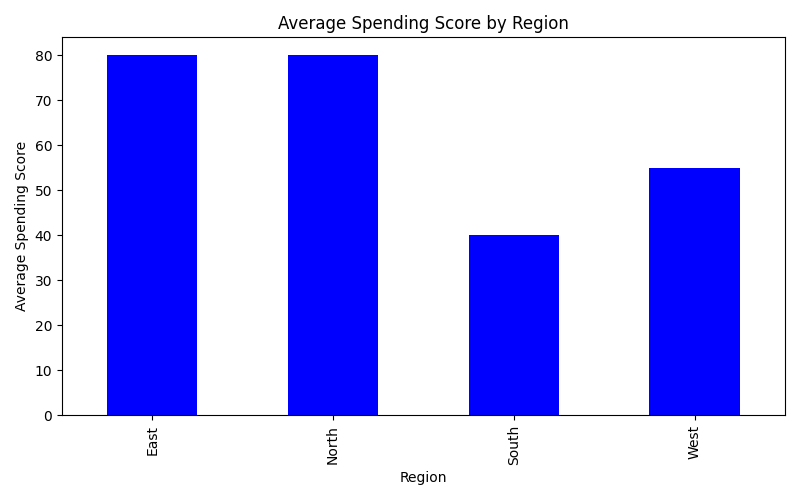 Average Spending Score by Region
Average Spending Score
80
70
60
50
40
30
20
10
0
East
North
South
West
Region